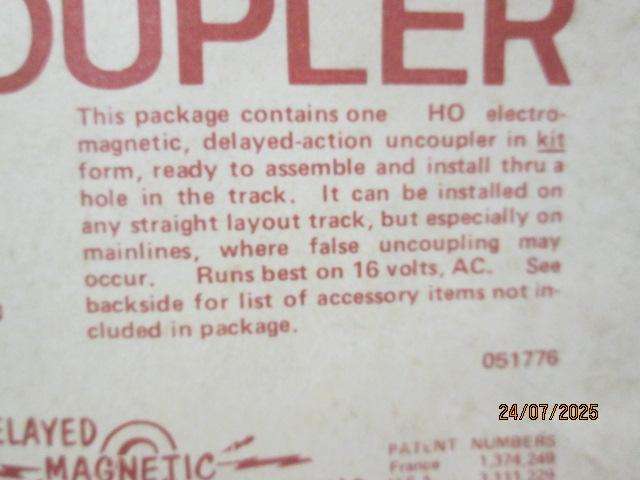 OUPLER
This package contains one HO electro-
magnetic, delayed-action uncoupler in kit
form, ready to assemble and install thru a
hole in the track. It can be installed on
any straight layout track, but especially on
mainlines, where false uncoupling may
occur. Runs best on 16 volts, AC. See
backside for list of accessory items not in-
cluded in package.
051776
24/07/2025
ELAYED
MAGNETIC
PATENT NUMBERS
France 1,374,249